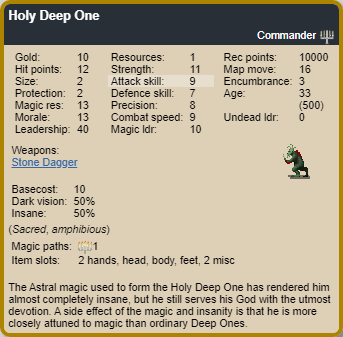 Holy Deep One
Commander
Gold: 10 Resources: 1 Rec points: 10000
Hit points: 12 Strength: 11 Map move: 16
Size: 2 Attack skill: 9 Encumbrance: 3
Protection: 2 Defence skill: 7 Age: 33
Magic res: 13 Precision: 8 (500)
Morale: 13 Combat speed: 9 Undead ldr: 0
Leadership: 40 Magic ldr: 10
Weapons:
Stone Dagger
Basecost: 10
Dark vision: 50%
Insane: 50%
(Sacred, amphibious)
Magic paths: 1
Item slots: 2 hands, head, body, feet, 2 misc
The Astral magic used to form the Holy Deep One has rendered him
almost completely insane, but he still serves his God with the utmost
devotion. A side effect of the magic and insanity is that he is more
closely attuned to magic than ordinary Deep Ones.